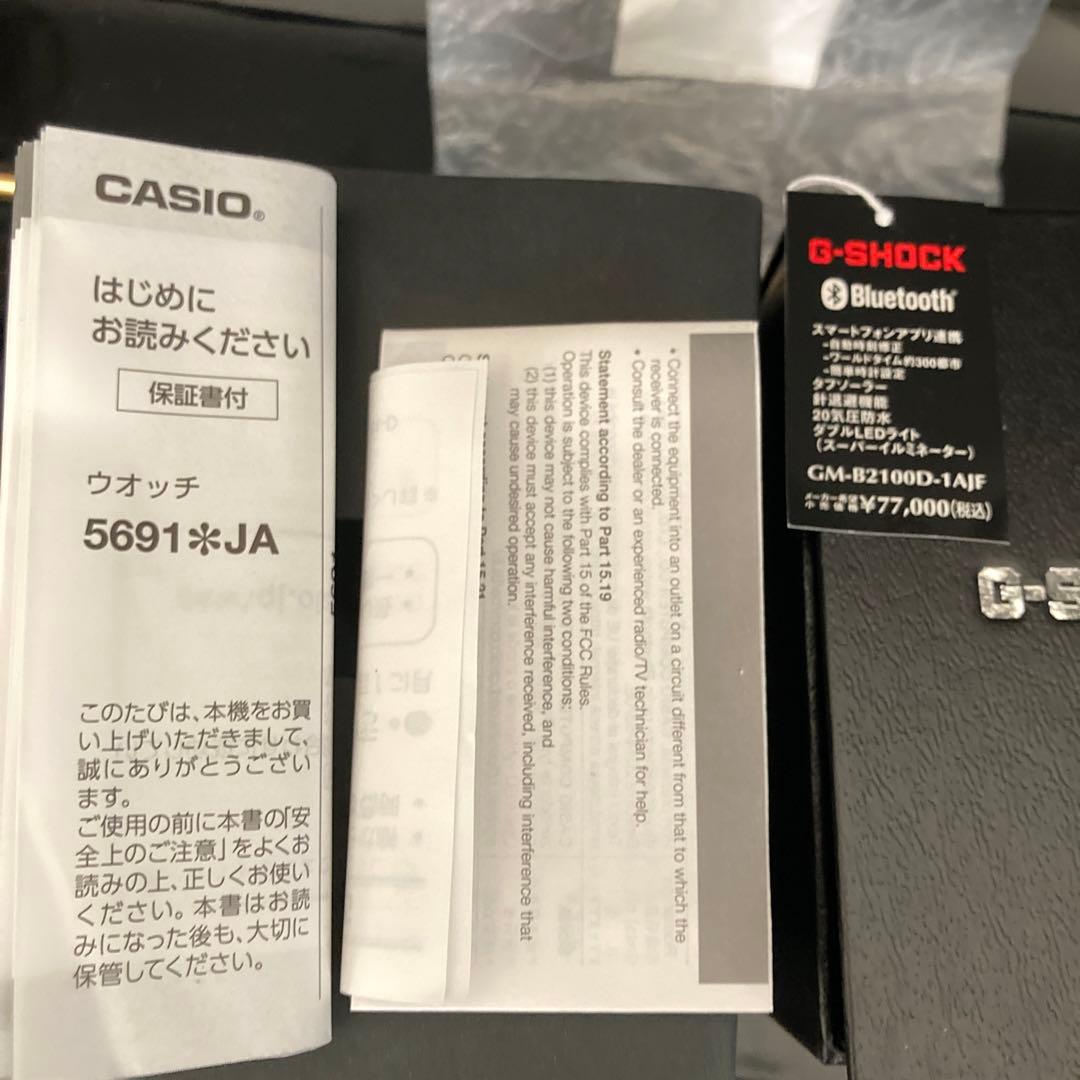 CASIO®
はじめに
お読みください
保証書付
ウオッチ
5691✻JA
このたびは、本機をお買
い上げいただきまして、
誠にありがとうござい
ます。
ご使用の前に本書の「安
全上のご注意」をよくお
読みの上、正しくお使い
ください。本書はお読
みになった後も、大切に
保管してください。
• Connect the equipment into an outlet on a circuit different from that to which the
receiver is connected.
• Consult the dealer or an experienced radio/TV technician for help.
Statement according to Part 15.19
This device complies with Part 15 of the FCC Rules.
Operation is subject to the following two conditions:
(1) this device may not cause harmful interference, and
(2) this device must accept any interference received, including interference that
may cause undesired operation.
G-SHOCK
Bluetooth®
スマートフォンアプリ連携
-自動時刻修正
-ワールドタイム約300都市
-簡単時計設定
タフソーラー
針退避機能
20気圧防水
ダブルLEDライト
(スーパーイルミネーター)
GM-B2100D-1AJF
メーカー希望
小売価格 ¥77,000(税込)
G-S